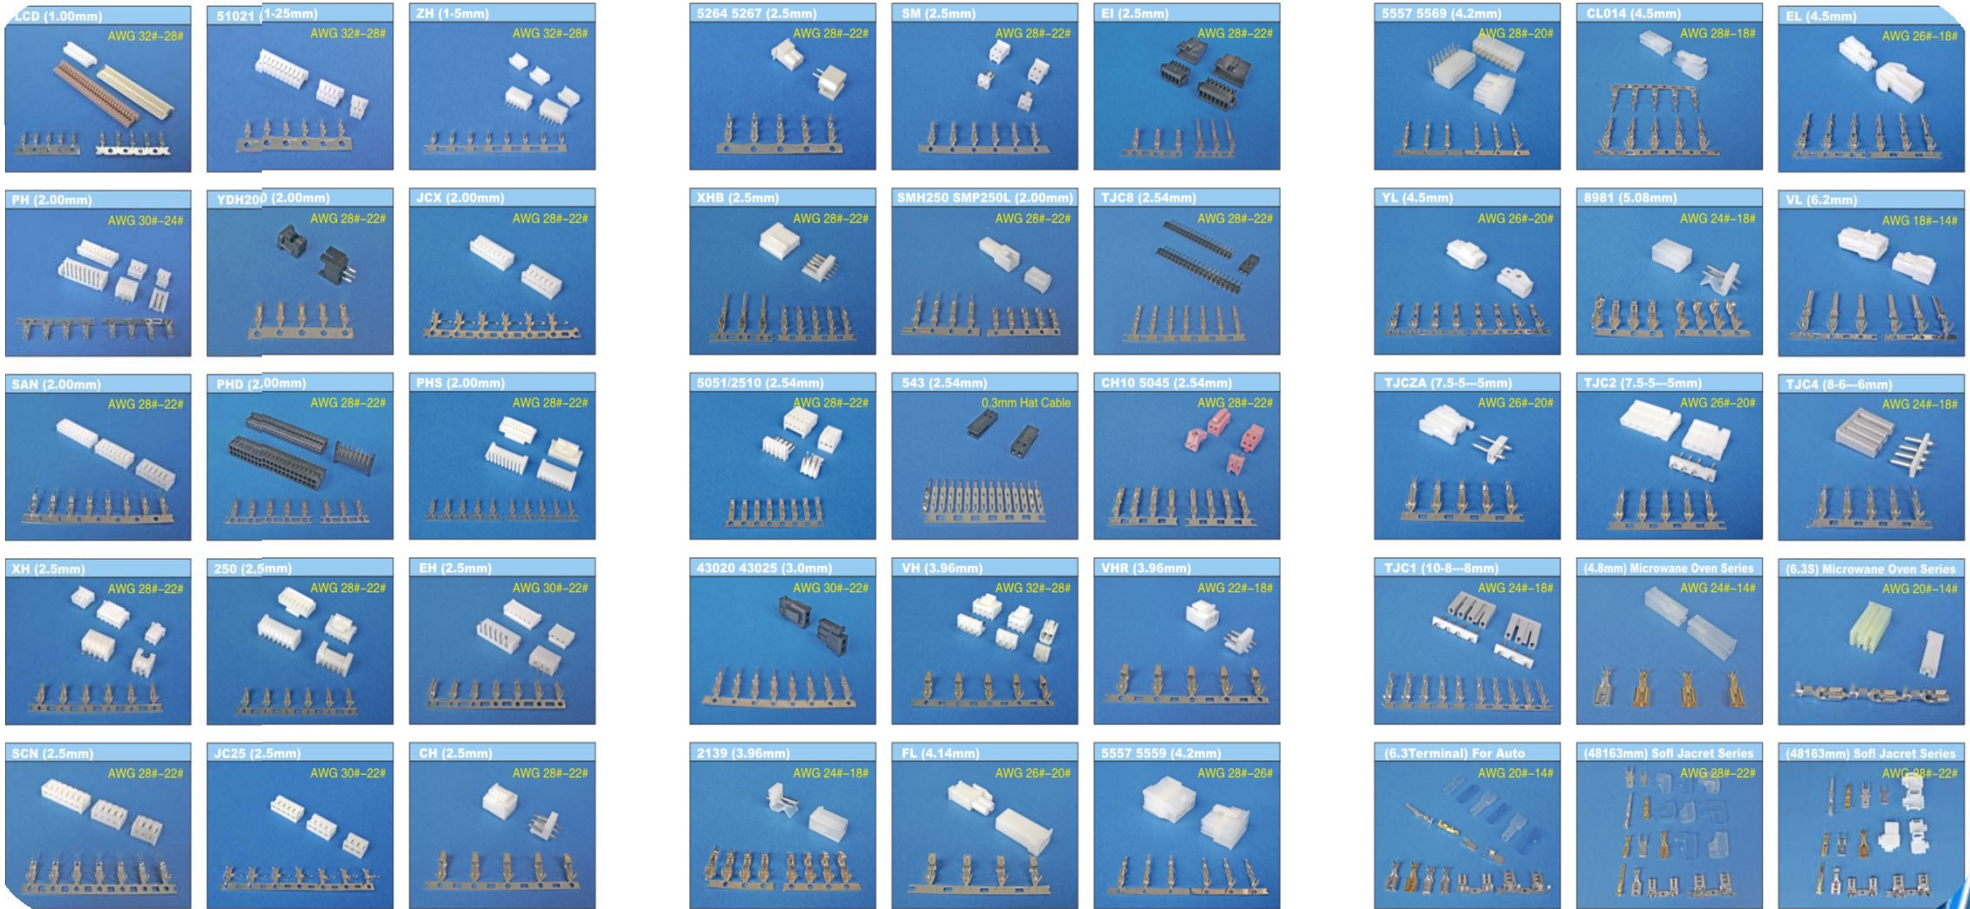 LCD (1.00mm)
AWG 32#-28#
51021 (1-25mm)
AWG 32#-28#
ZH (1-5mm)
AWG 32#-28#
5264 5267 (2.5mm)
AWG 28#-22#
SM (2.5mm)
AWG 28#-22#
EI (2.5mm)
AWG 28#-22#
5557 5569 (4.2mm)
AWG 28#-20#
CL014 (4.5mm)
AWG 28#-18#
EL (4.5mm)
AWG 26#-18#
PH (2.00mm)
AWG 30#-24#
YDH200 (2.00mm)
AWG 28#-22#
JCX (2.00mm)
AWG 28#-22#
XHB (2.5mm)
AWG 28#-22#
SMH250 SMP250L (2.00mm)
AWG 28#-22#
TJC8 (2.54mm)
AWG 28#-22#
YL (4.5mm)
AWG 26#-20#
8981 (5.08mm)
AWG 24#-18#
VL (6.2mm)
AWG 18#-14#
SAN (2.00mm)
AWG 28#-22#
PHD (2.00mm)
AWG 28#-22#
PHS (2.00mm)
AWG 28#-22#
5051/2510 (2.54mm)
AWG 28#-22#
543 (2.54mm)
0.3mm Hat Cable
CH10 5045 (2.54mm)
AWG 28#-22#
TJCZA (7.5-5---5mm)
AWG 26#-20#
TJC2 (7.5-5---5mm)
AWG 26#-20#
TJC4 (8-6---6mm)
AWG 24#-18#
XH (2.5mm)
AWG 28#-22#
250 (2.5mm)
AWG 28#-22#
EH (2.5mm)
AWG 30#-22#
43020 43025 (3.0mm)
AWG 30#-22#
VH (3.96mm)
AWG 32#-28#
VHR (3.96mm)
AWG 22#-18#
TJC1 (10-8---8mm)
AWG 24#-18#
(4.8mm) Microwane Oven Series
AWG 24#-14#
(6.3S) Microwane Oven Series
AWG 20#-14#
SCN (2.5mm)
AWG 28#-22#
JC25 (2.5mm)
AWG 30#-22#
CH (2.5mm)
AWG 28#-22#
2139 (3.96mm)
AWG 24#-18#
FL (4.14mm)
AWG 26#-20#
5557 5559 (4.2mm)
AWG 28#-26#
(6.3Terminal) For Auto
AWG 20#-14#
(48163mm) Sofl Jacret Series
AWG 28#-22#
(48163mm) Sofl Jacret Series
AWG 28#-22#